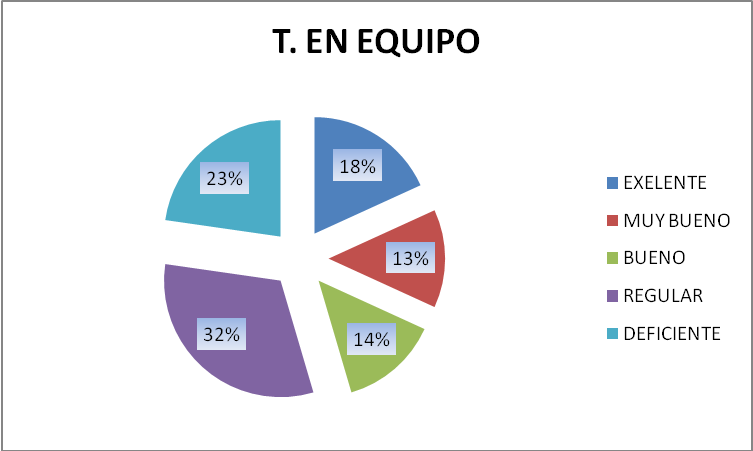 T. EN EQUIPO
18%
23%
13%
32%
14%
EXELENTE
MUY BUENO
BUENO
REGULAR
DEFICIENTE